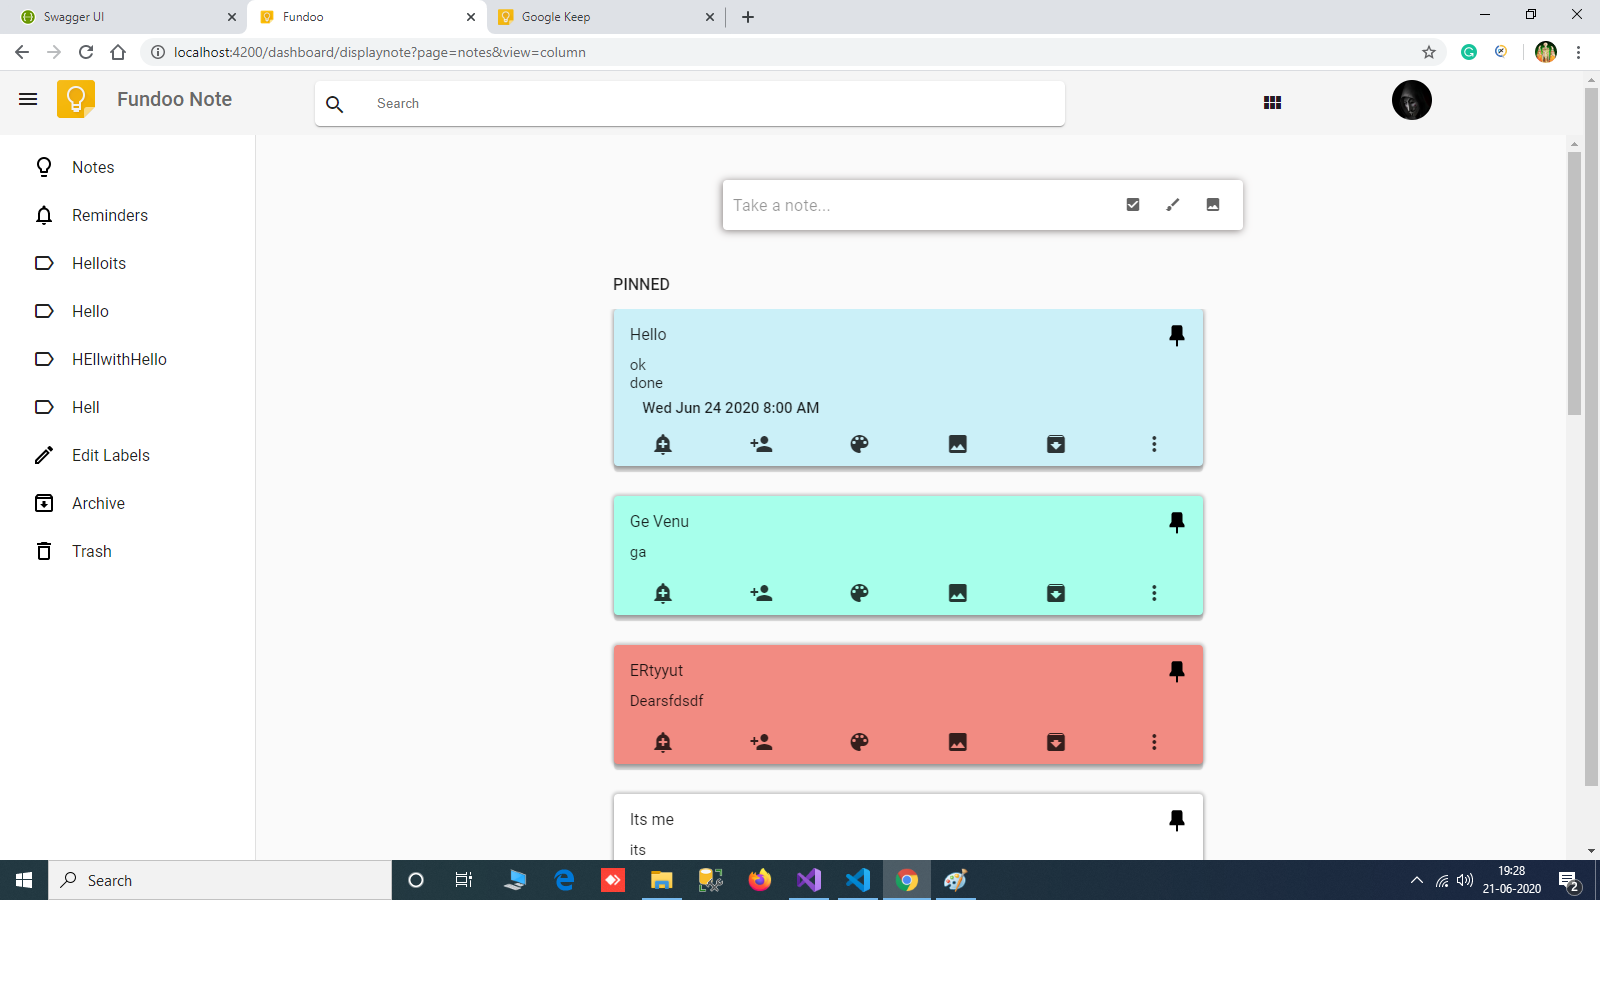 Swagger UI
Fundoo
Google Keep
localhost:4200/dashboard/displaynote?page=notes&view=column
Fundoo Note
Search
Notes
Reminders
Helloits
Hello
HEllwithHello
Hell
Edit Labels
Archive
Trash
Take a note...
PINNED
Hello
ok
done
Wed Jun 24 2020 8:00 AM
Ge Venu
ga
ERtyyut
Dearsfdsdf
Its me
its
Search
19:28
21-06-2020
2